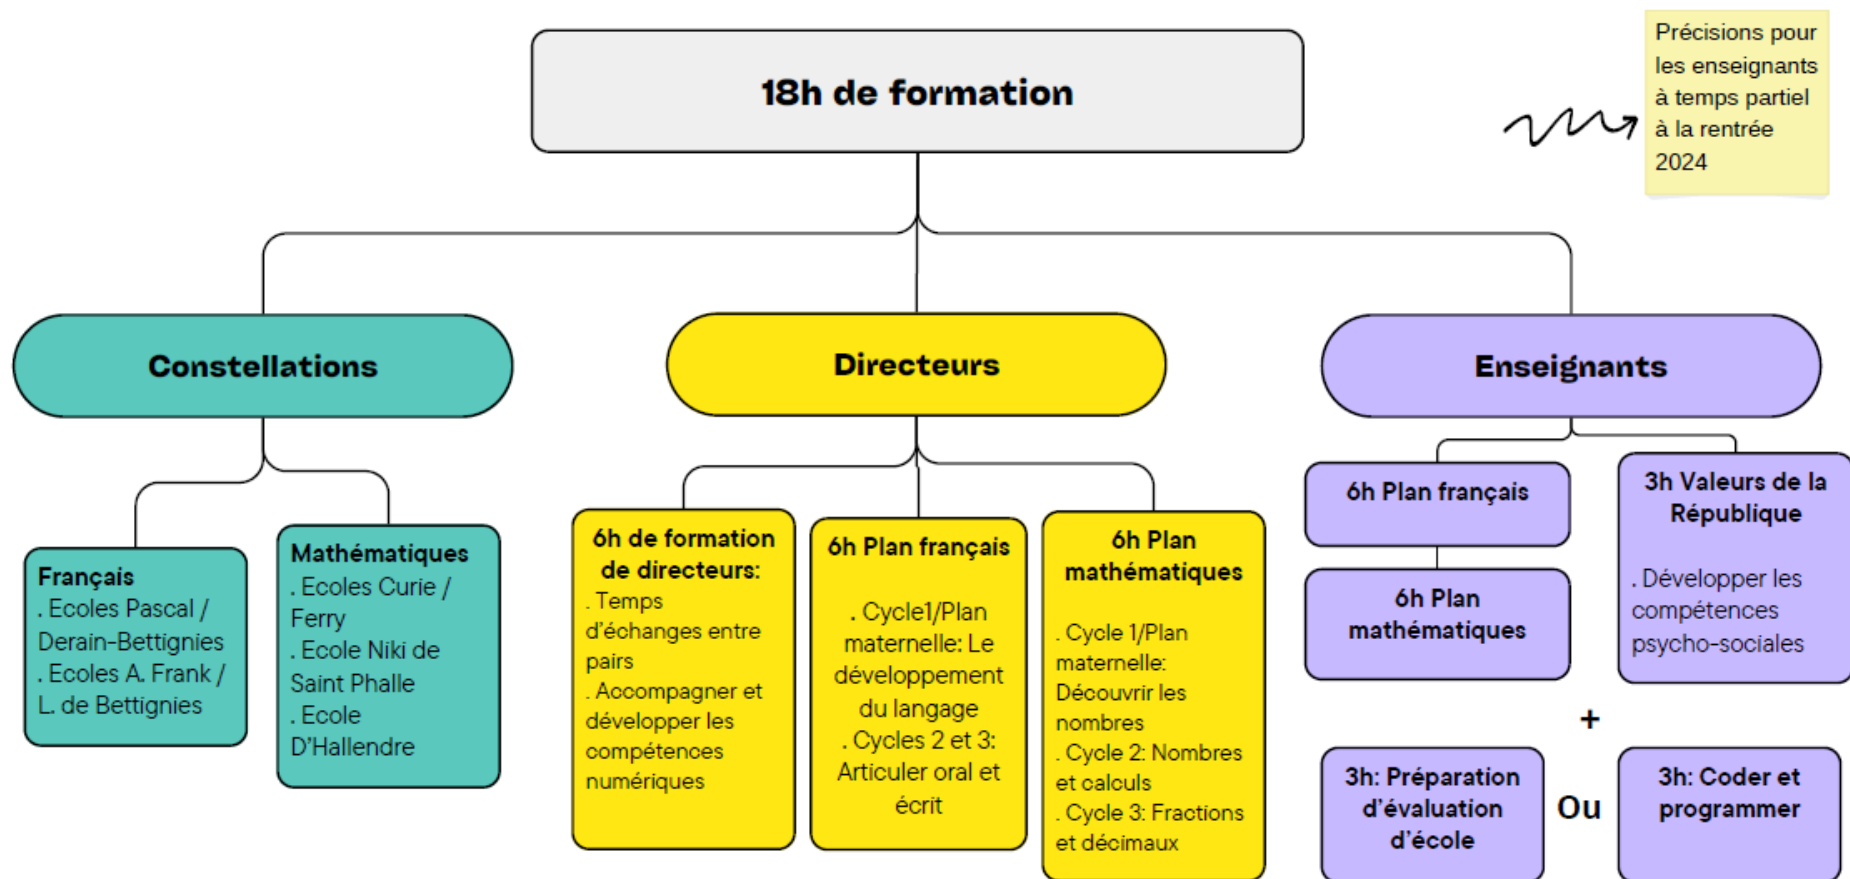 18h de formation
Précisions pour
les enseignants
à temps partiel
à la rentrée
2024
Constellations
Directeurs
Enseignants
Français
. Ecoles Pascal /
Derain-Bettignies
. Ecoles A. Frank /
L. de Bettignies
Mathématiques
. Ecoles Curie /
Ferry
. Ecole Niki de
Saint Phalle
. Ecole
D'Hallendre
6h de formation
de directeurs:
. Temps
d'échanges entre
pairs
. Accompagner et
développer les
compétences
numériques
6h Plan français
. Cycle1/Plan
maternelle: Le
développement
du langage
. Cycles 2 et 3:
Articuler oral et
écrit
6h Plan
mathématiques
. Cycle 1/Plan
maternelle:
Découvrir les
nombres
. Cycle 2: Nombres
et calculs
. Cycle 3: Fractions
et décimaux
6h Plan français
6h Plan
mathématiques
3h Valeurs de la
République
. Développer les
compétences
psycho-sociales
+
3h: Préparation
d'évaluation
d'école
Ou
3h: Coder et
programmer